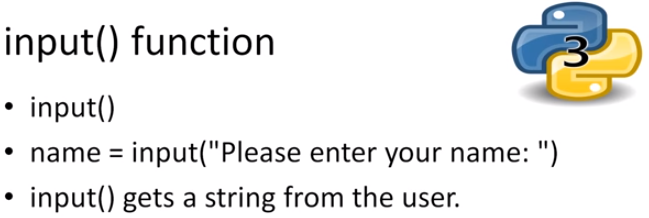 input() function
3
• input()
• name = input("Please enter your name: ")
• input() gets a string from the user.